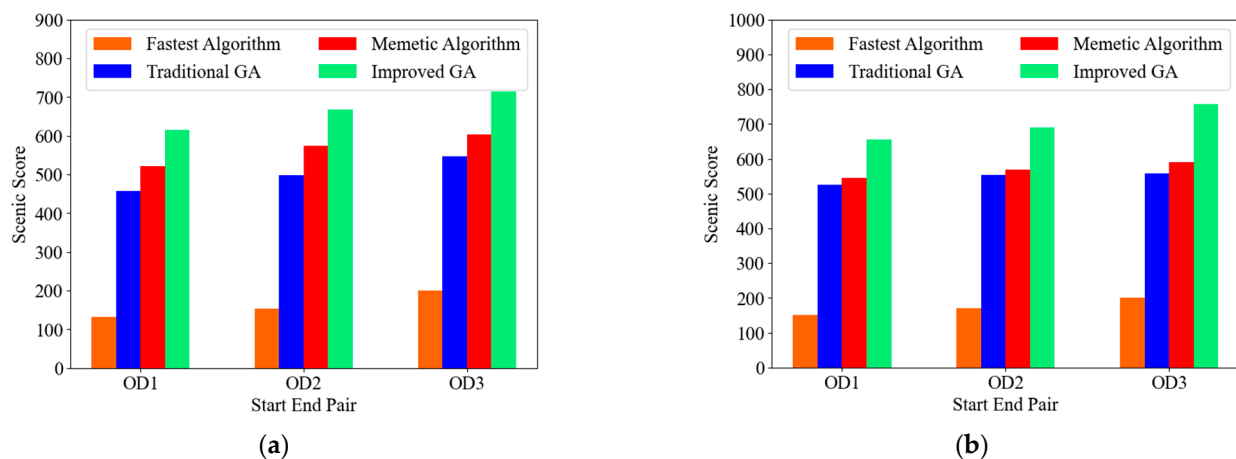 900
800
700
600
500
400
300
200
100
0
Scenic Score
Fastest Algorithm
Traditional GA
Memetic Algorithm
Improved GA
OD1 OD2 OD3
Start End Pair
(a)
1000
900
800
700
600
500
400
300
200
100
0
Scenic Score
Fastest Algorithm
Traditional GA
Memetic Algorithm
Improved GA
OD1 OD2 OD3
Start End Pair
(b)